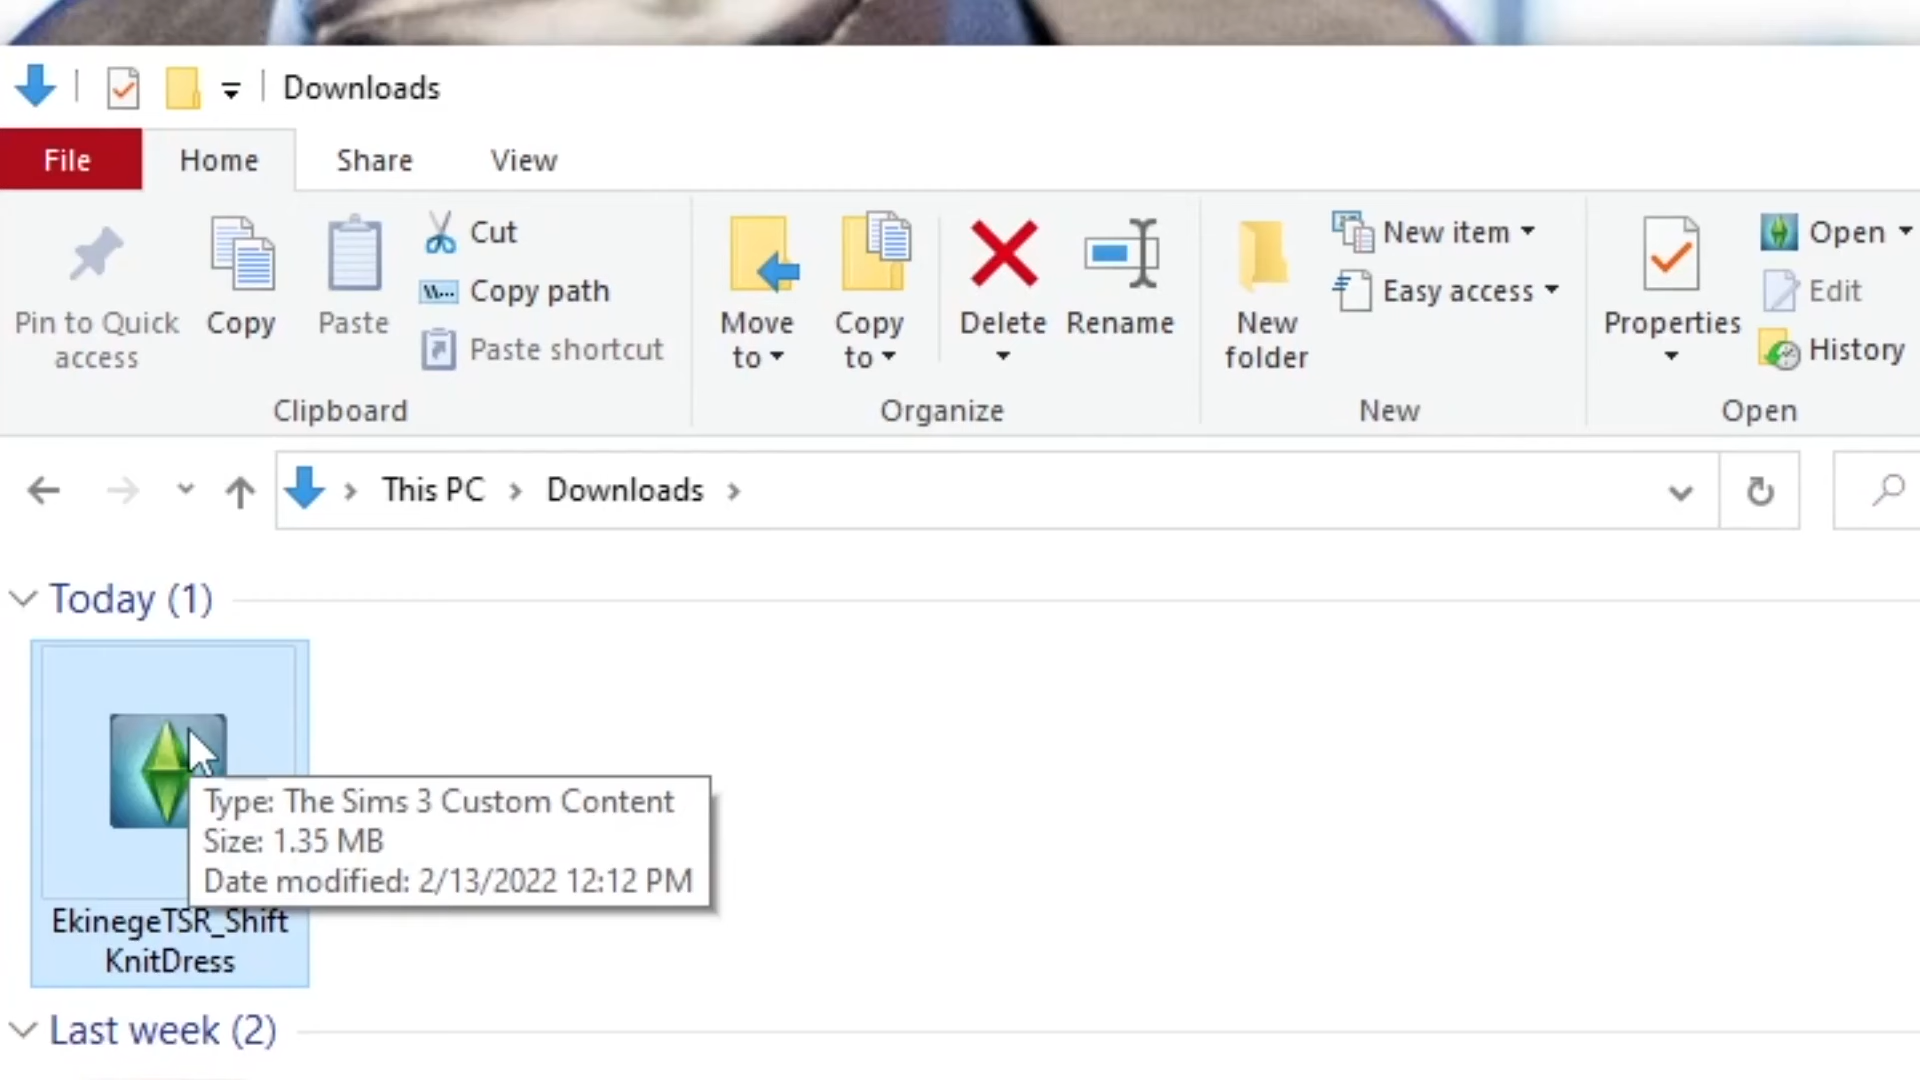 Downloads
File Home Share View
Pin to Quick access
Copy
Paste
Cut
Copy path
Paste shortcut
Clipboard
Move to
Copy to
Delete
Rename
Organize
New folder
New item
Easy access
New
Properties
Open
Edit
History
Open
This PC > Downloads >
Today (1)
Type: The Sims 3 Custom Content
Size: 1.35 MB
Date modified: 2/13/2022 12:12 PM
EkinegeTSR_Shift
KnitDress
Last week (2)